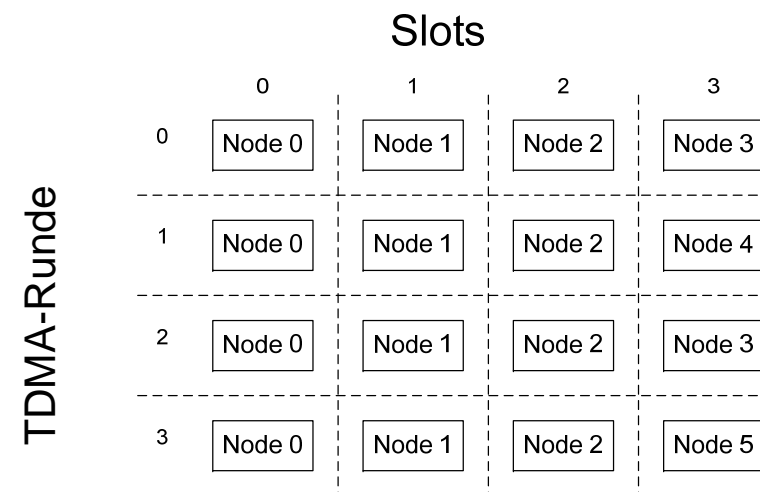 Slots
0 1 2 3
TDMA-Runde
0 Node 0 Node 1 Node 2 Node 3
1 Node 0 Node 1 Node 2 Node 4
2 Node 0 Node 1 Node 2 Node 3
3 Node 0 Node 1 Node 2 Node 5